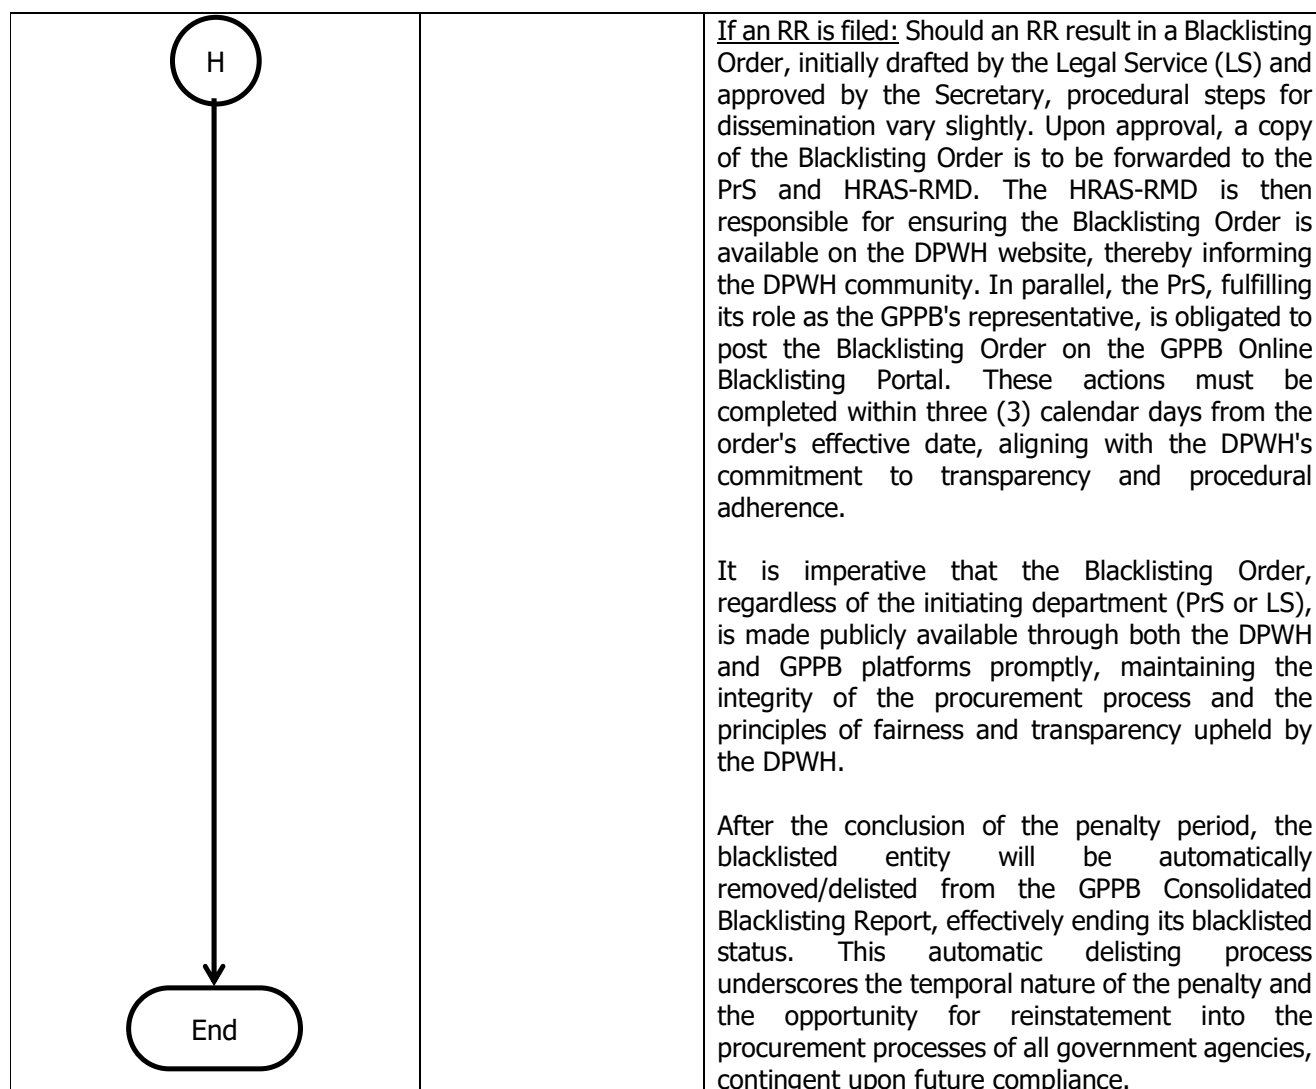 H
If an RR is filed: Should an RR result in a Blacklisting
Order, initially drafted by the Legal Service (LS) and
approved by the Secretary, procedural steps for
dissemination vary slightly. Upon approval, a copy
of the Blacklisting Order is to be forwarded to the
PrS and HRAS-RMD. The HRAS-RMD is then
responsible for ensuring the Blacklisting Order is
available on the DPWH website, thereby informing
the DPWH community. In parallel, the PrS, fulfilling
its role as the GPPB's representative, is obligated to
post the Blacklisting Order on the GPPB Online
Blacklisting Portal. These actions must be
completed within three (3) calendar days from the
order's effective date, aligning with the DPWH's
commitment to transparency and procedural
adherence.
It is imperative that the Blacklisting Order,
regardless of the initiating department (PrS or LS),
is made publicly available through both the DPWH
and GPPB platforms promptly, maintaining the
integrity of the procurement process and the
principles of fairness and transparency upheld by
the DPWH.
After the conclusion of the penalty period, the
blacklisted entity will be automatically
removed/delisted from the GPPB Consolidated
Blacklisting Report, effectively ending its blacklisted
status. This automatic delisting process
underscores the temporal nature of the penalty and
the opportunity for reinstatement into the
procurement processes of all government agencies,
contingent upon future compliance.
End